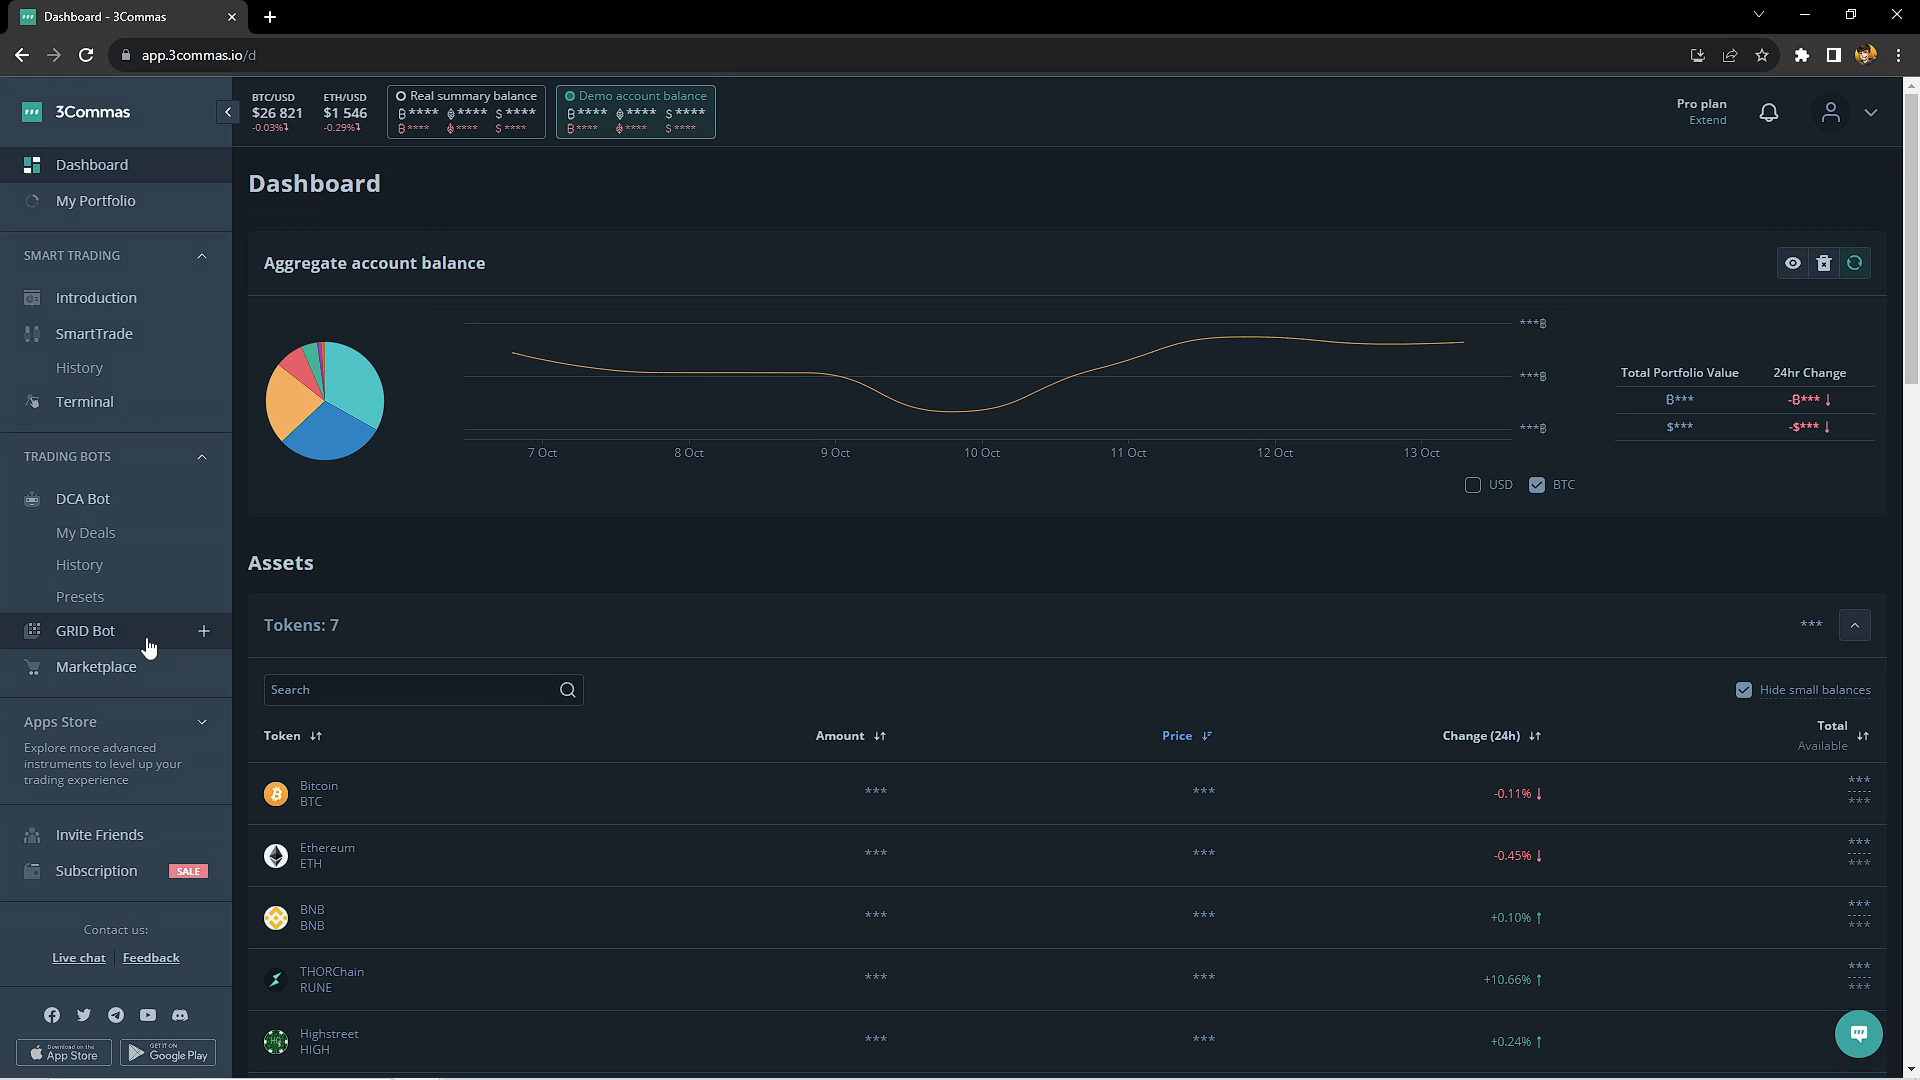 Dashboard - 3Commas
app.3commas.io/d
3Commas
BTC/USD
$26 821
-0.03%
ETH/USD
$1 546
-0.29%
Real summary balance
**** **** $****
**** **** $****
Demo account balance
**** **** $****
**** **** $****
Pro plan
Extend
Dashboard
My Portfolio
SMART TRADING
Introduction
SmartTrade
History
Terminal
TRADING BOTS
DCA Bot
My Deals
History
Presets
GRID Bot
Marketplace
Apps Store
Explore more advanced
instruments to level up your
trading experience
Invite Friends
Subscription SALE
Contact us:
Live chat Feedback
Download on the
App Store
GET IT ON
Google Play
Dashboard
Aggregate account balance
***฿
***฿
***฿
7 Oct 8 Oct 9 Oct 10 Oct 11 Oct 12 Oct 13 Oct
USD BTC
Total Portfolio Value 24hr Change
฿*** -฿*** ↓
$*** -$*** ↓
Assets
Tokens: 7 ***
Search
Hide small balances
Token Amount Price Change (24h) Total
Available
Bitcoin
BTC
*** *** -0.11% ↓ ***
***
Ethereum
ETH
*** *** -0.45% ↓ ***
***
BNB
BNB
*** *** +0.10% ↑ ***
***
THORChain
RUNE
*** *** +10.66% ↑ ***
***
Highstreet
HIGH
*** *** +0.24% ↑